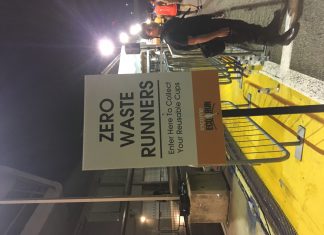 ZERO
WASTE
RUNNERS
Enter Here To Collect
Your Reusable Cups